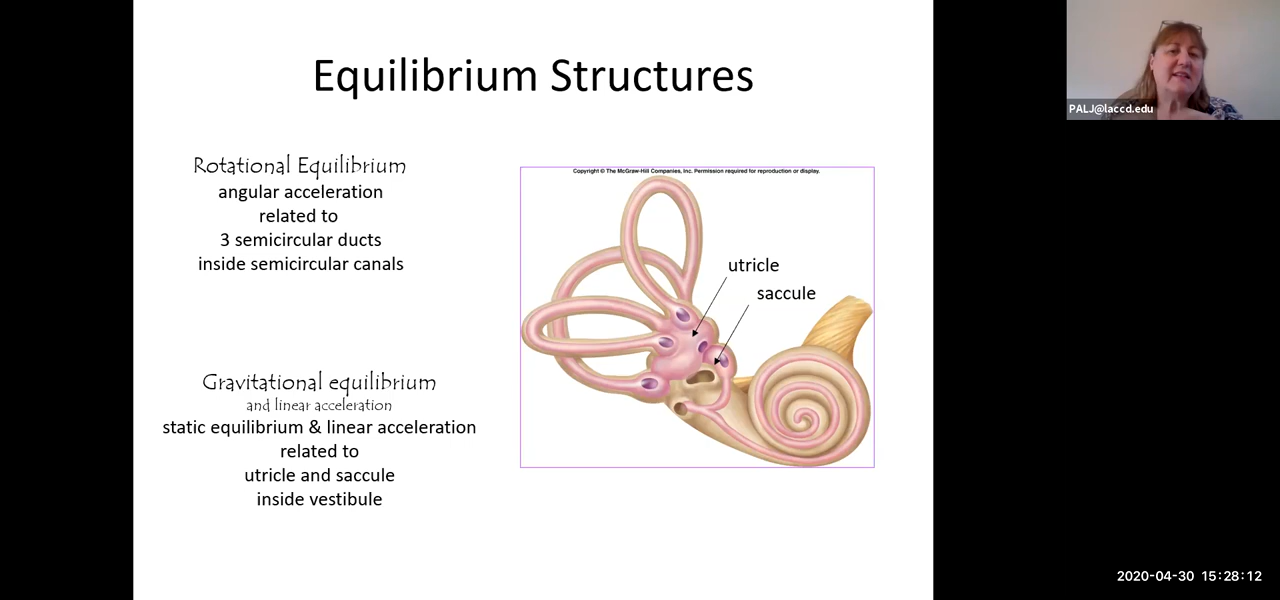 Equilibrium Structures
PALJ@laccd.edu
Rotational Equilibrium
angular acceleration
related to
3 semicircular ducts
inside semicircular canals
Copyright © The McGraw-Hill Companies, Inc. Permission required for reproduction or display.
utricle
saccule
Gravitational equilibrium
and linear acceleration
static equilibrium & linear acceleration
related to
utricle and saccule
inside vestibule
2020-04-30 15:28:12